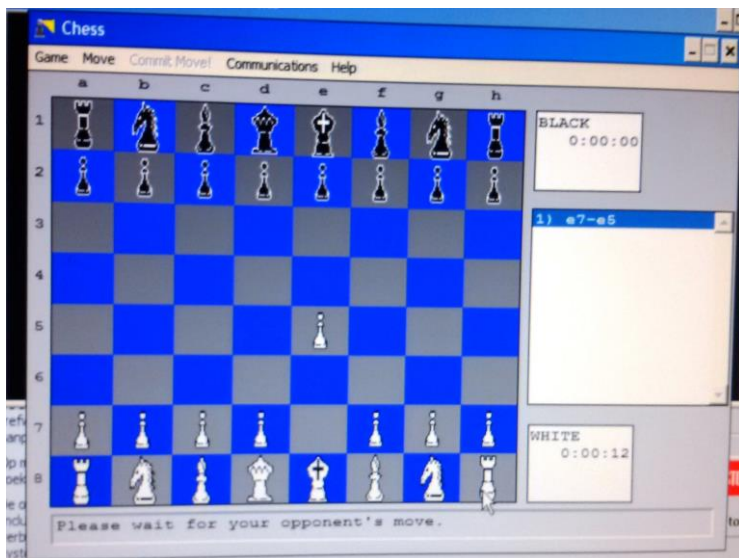 Chess
Game Move Commit Move! Communications Help
a b c d e f g h
1
2
3
4
5
6
7
8
BLACK
0:00:00
1) e7-e5
WHITE
0:00:12
Please wait for your opponent's move.
to